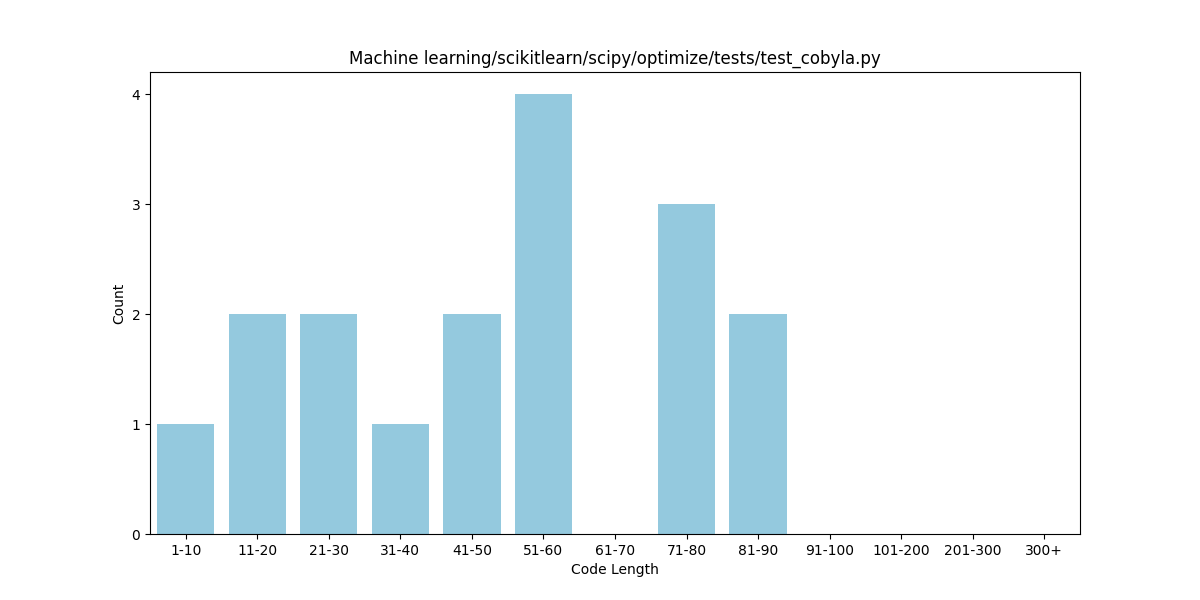 Machine learning/scikitlearn/scipy/optimize/tests/test_cobyla.py
4
3
2
1
0
Count
1-10 11-20 21-30 31-40 41-50 51-60 61-70 71-80 81-90 91-100 101-200 201-300 300+
Code Length